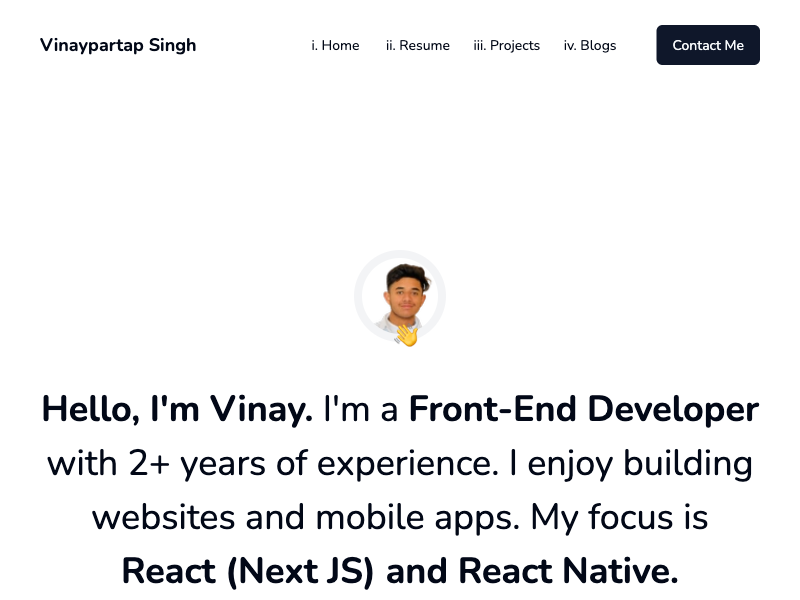 Vinaypartap Singh
i. Home
ii. Resume
iii. Projects
iv. Blogs
Contact Me
Hello, I'm Vinay. I'm a Front-End Developer
with 2+ years of experience. I enjoy building
websites and mobile apps. My focus is
React (Next JS) and React Native.